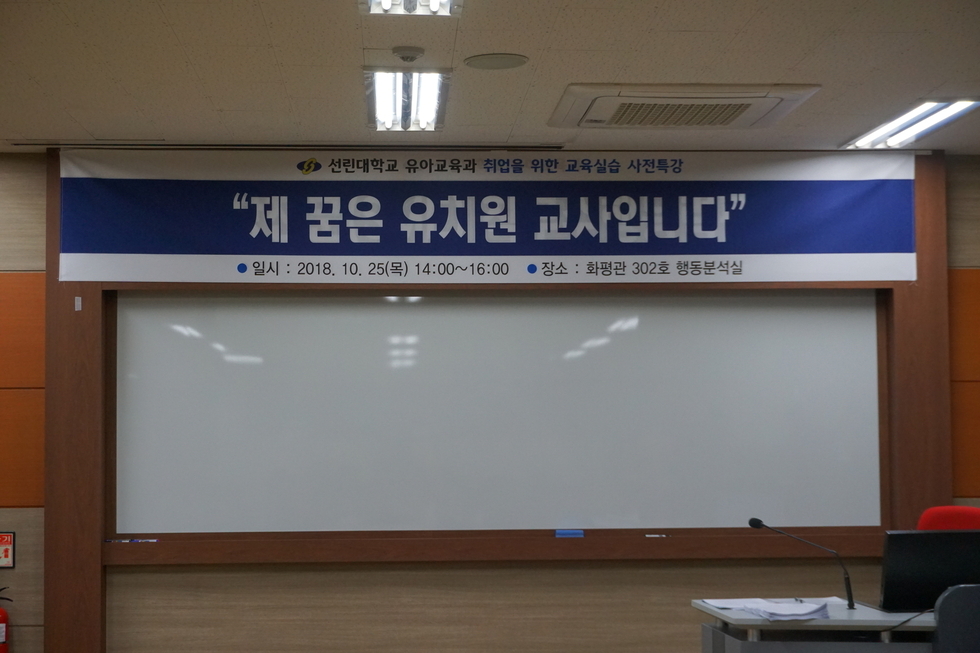 선린대학교 유아교육과 취업을 위한 교육실습 사전특강
“제 꿈은 유치원 교사입니다”
● 일시 : 2018. 10. 25(목) 14:00~16:00 ● 장소 : 화평관 302호 행동분석실